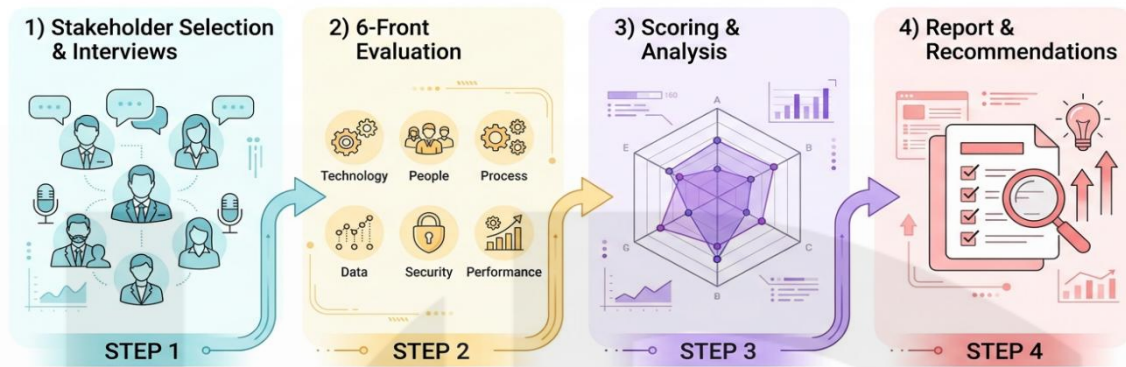 1) Stakeholder Selection
& Interviews
STEP 1
2) 6-Front
Evaluation
Technology
People
Process
Data
Security
Performance
STEP 2
3) Scoring &
Analysis
160
A
B
C
B
G
E
STEP 3
4) Report &
Recommendations
STEP 4